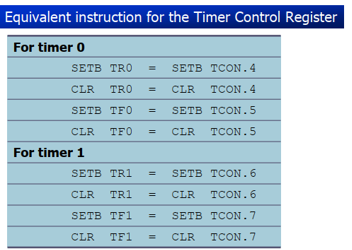 Equivalent instruction for the Timer Control Register
For timer 0
SETB TR0 = SETB TCON.4
CLR TR0 = CLR TCON.4
SETB TF0 = SETB TCON.5
CLR TF0 = CLR TCON.5
For timer 1
SETB TR1 = SETB TCON.6
CLR TR1 = CLR TCON.6
SETB TF1 = SETB TCON.7
CLR TF1 = CLR TCON.7